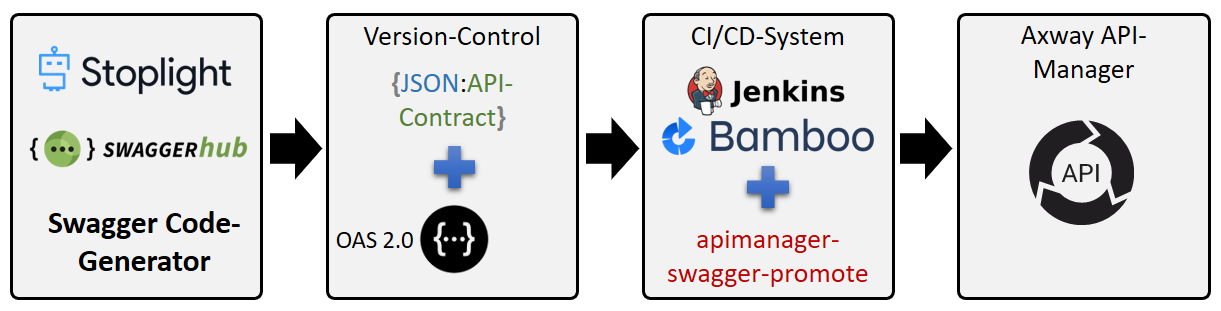 Stoplight
{...} SWAGGERhub
Swagger Code-
Generator
Version-Control
{JSON:API-
Contract}
OAS 2.0 {...}
CI/CD-System
Jenkins
Bamboo
apimanager-
swagger-promote
Axway API-
Manager
API